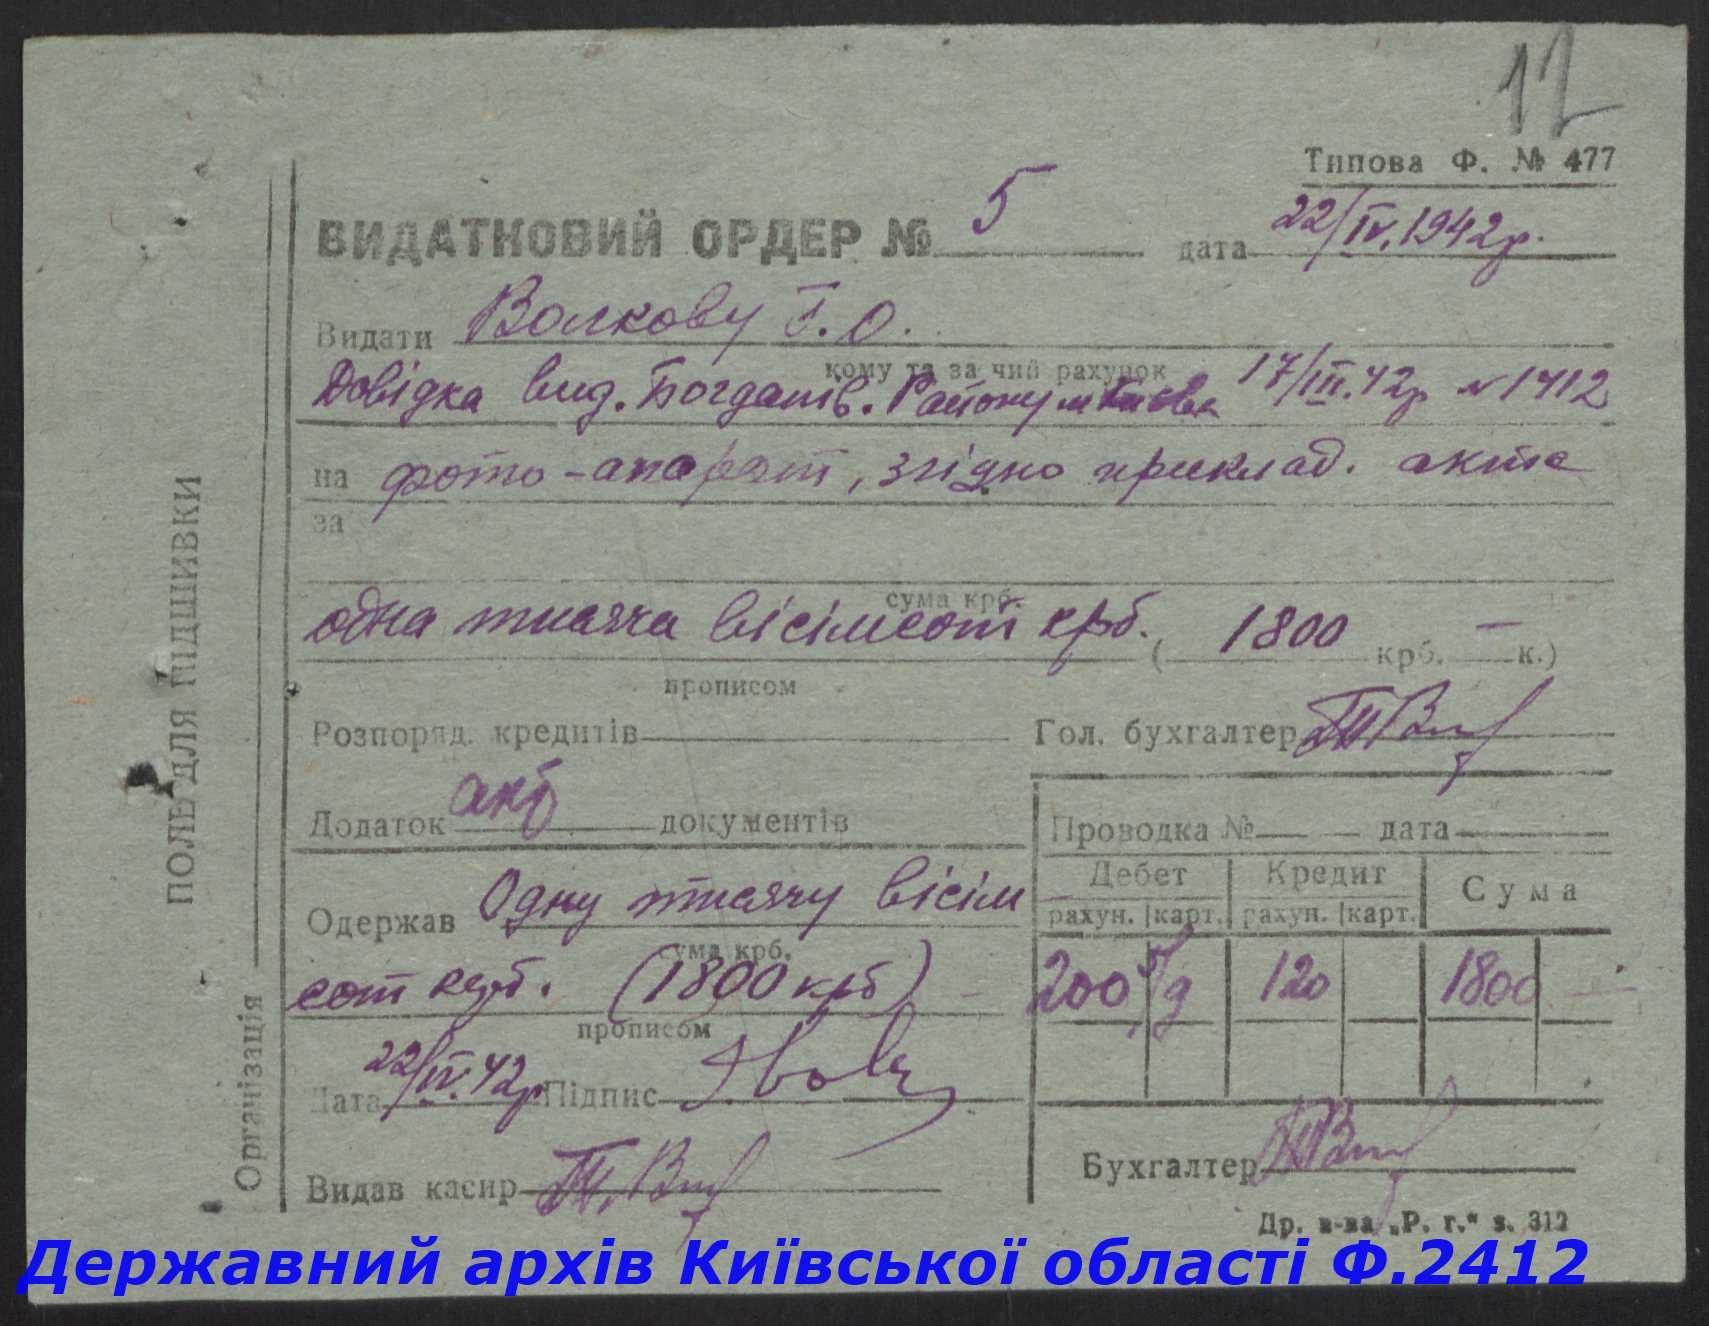 12
Типова Ф. № 477
ВИДАТКОВИЙ ОРДЕР № 5 дата 22/IV.1942р.
Видати Волкову Г. О.
кому та за чий рахунок
Довідка вид. Богданів. Району м Києва 17/III.42р N 1412
на фото-апарат, згідно приклад. акта
за
сума крб.
одна тисяча вісімсот крб. (1800 крб. — к.)
прописом
Розпоряд. кредитів
Гол. бухгалтер
Додаток акт документів
Проводка № — дата
Дебет Кредит Сума
рахун. карт. рахун. карт.
200 120 1800 —
Одержав Одну тисячу вісім
сума крб.
сот крб. (1800 крб) —
прописом
Дата 22/IV.42р Підпис
Видав касир
Бухгалтер
Др. в-ва „Р. г.“ з. 312
ПОЛЕ ДЛЯ ПІДШИВКИ
Організація
Державний архів Київської області Ф.2412